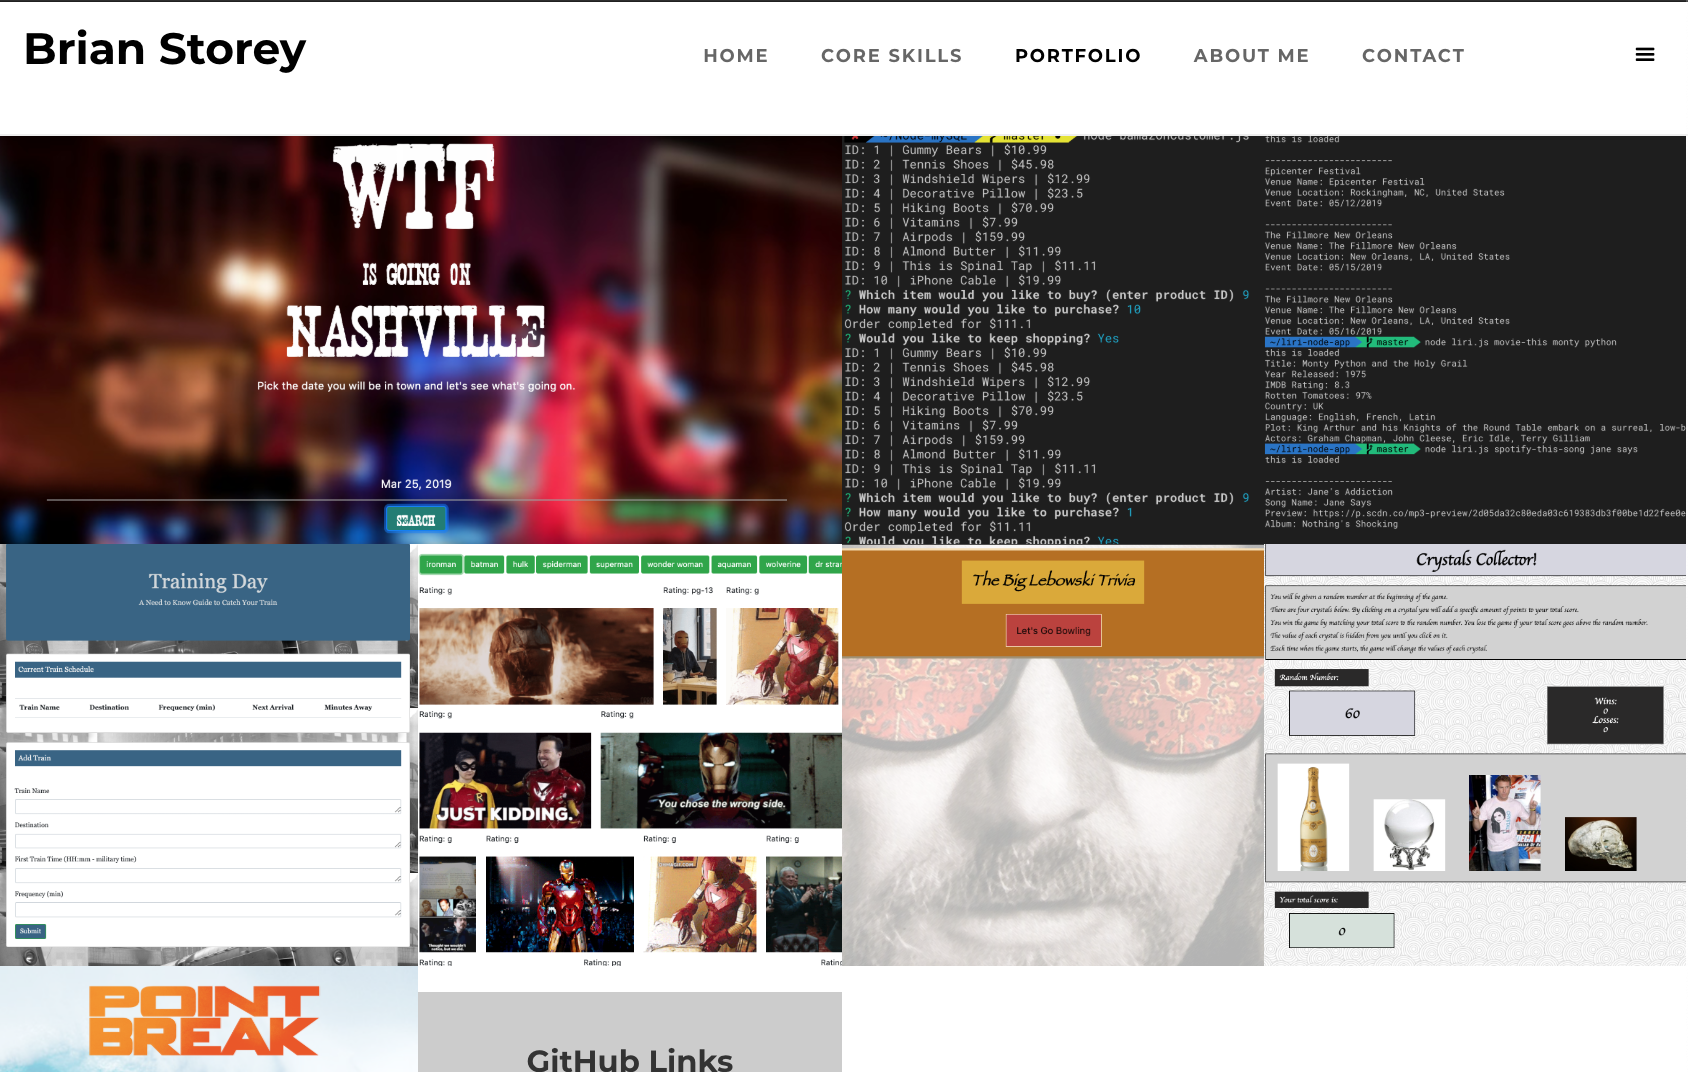 Brian Storey
HOME
CORE SKILLS
PORTFOLIO
ABOUT ME
CONTACT
WTF
IS GOING ON
NASHVILLE
Pick the date you will be in town and let's see what's going on.
Mar 25, 2019
SEARCH
~/Node-mySQL master node bamazonCustomer.js
ID: 1 | Gummy Bears | $10.99
ID: 2 | Tennis Shoes | $45.98
ID: 3 | Windshield Wipers | $12.99
ID: 4 | Decorative Pillow | $23.5
ID: 5 | Hiking Boots | $70.99
ID: 6 | Vitamins | $7.99
ID: 7 | Airpods | $159.99
ID: 8 | Almond Butter | $11.99
ID: 9 | This is Spinal Tap | $11.11
ID: 10 | iPhone Cable | $19.99
? Which item would you like to buy? (enter product ID) 9
? How many would you like to purchase? 10
Order completed for $111.1
? Would you like to keep shopping? Yes
ID: 1 | Gummy Bears | $10.99
ID: 2 | Tennis Shoes | $45.98
ID: 3 | Windshield Wipers | $12.99
ID: 4 | Decorative Pillow | $23.5
ID: 5 | Hiking Boots | $70.99
ID: 6 | Vitamins | $7.99
ID: 7 | Airpods | $159.99
ID: 8 | Almond Butter | $11.99
ID: 9 | This is Spinal Tap | $11.11
ID: 10 | iPhone Cable | $19.99
? Which item would you like to buy? (enter product ID) 9
? How many would you like to purchase? 1
Order completed for $11.11
? Would you like to keep shopping? Yes
this is loaded
------------------------
Epicenter Festival
Venue Name: Epicenter Festival
Venue Location: Rockingham, NC, United States
Event Date: 05/12/2019
------------------------
The Fillmore New Orleans
Venue Name: The Fillmore New Orleans
Venue Location: New Orleans, LA, United States
Event Date: 05/15/2019
------------------------
The Fillmore New Orleans
Venue Name: The Fillmore New Orleans
Venue Location: New Orleans, LA, United States
Event Date: 05/16/2019
~/liri-node-app master node liri.js movie-this monty python
this is loaded
Title: Monty Python and the Holy Grail
Year Released: 1975
IMDB Rating: 8.3
Rotten Tomatoes: 97%
Country: UK
Language: English, French, Latin
Plot: King Arthur and his Knights of the Round Table embark on a surreal, low-b
Actors: Graham Chapman, John Cleese, Eric Idle, Terry Gilliam
~/liri-node-app master node liri.js spotify-this-song jane says
this is loaded
------------------------
Artist: Jane's Addiction
Song Name: Jane Says
Preview: https://p.scdn.co/mp3-preview/2d05da32c80eda03c619383db3f00be1d22fee0e
Album: Nothing's Shocking
Training Day
A Need to Know Guide to Catch Your Train
Current Train Schedule
Train Name Destination Frequency (min) Next Arrival Minutes Away
Add Train
Train Name
Destination
First Train Time (HH:mm - military time)
Frequency (min)
Submit
ironman batman hulk spiderman superman wonder woman aquaman wolverine dr stran
Rating: g Rating: pg-13 Rating: g
Rating: g Rating: g
R
JUST KIDDING.
You chose the wrong side.
Rating: g Rating: g Rating: g Rating: g
Thought we wouldn't
notice, but we did.
Rating: g Rating: pg Rating
The Big Lebowski Trivia
Let's Go Bowling
Crystals Collector!
You will be given a random number at the beginning of the game.
There are four crystals below. By clicking on a crystal you will add a specific amount of points to your total score.
You win the game by matching your total score to the random number. You lose the game if your total score goes above the random number.
The value of each crystal is hidden from you until you click on it.
Each time when the game starts, the game will change the values of each crystal.
Random Number:
60
Wins:
0
Losses:
0
Your total score is:
0
POINT
BREAK
GitHub Links